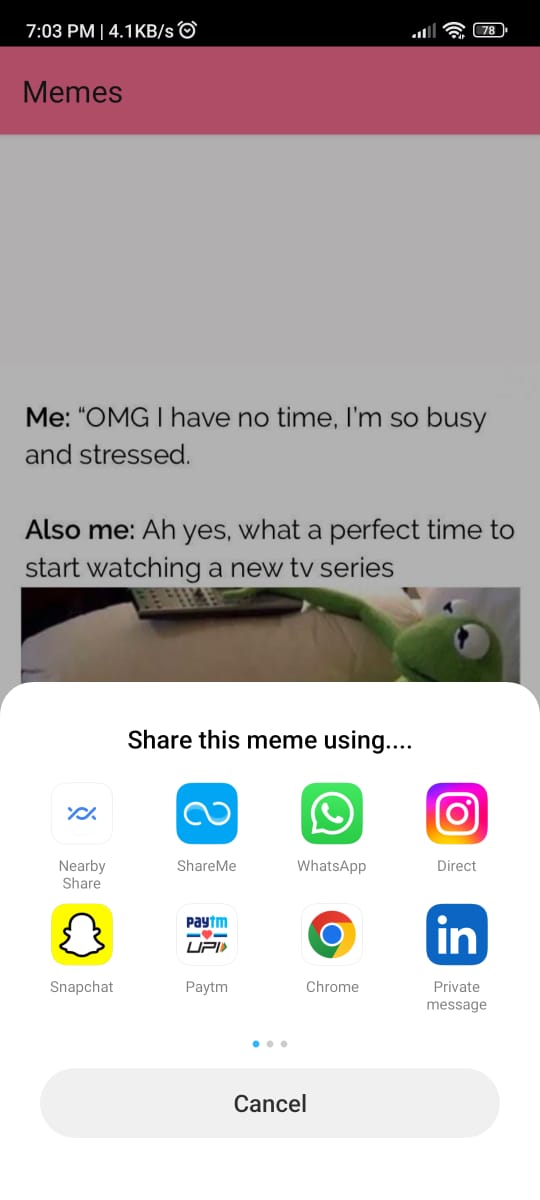 7:03 PM | 4.1KB/s
78
Memes
Me: “OMG I have no time, I'm so busy
and stressed.
Also me: Ah yes, what a perfect time to
start watching a new tv series
Share this meme using....
Nearby
Share
ShareMe
WhatsApp
Direct
paytm
UPI
in
Snapchat
Paytm
Chrome
Private
message
Cancel